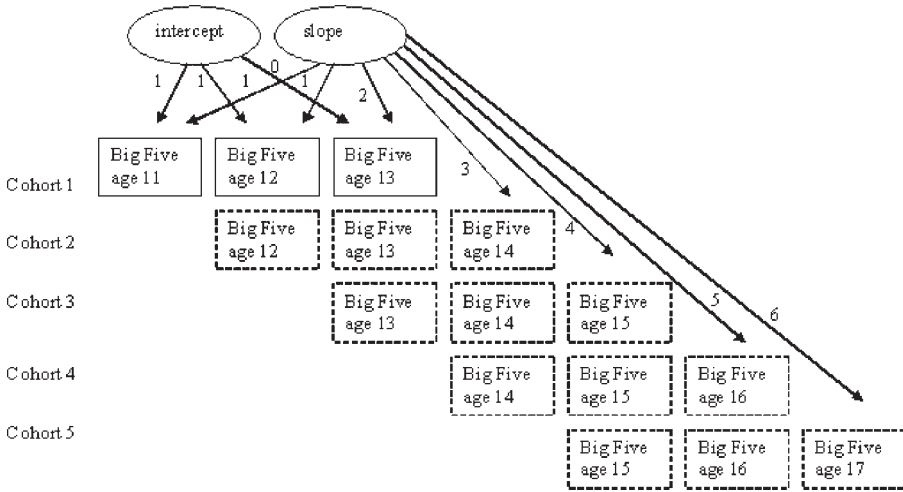 intercept
slope
1
1
1
0
1
2
3
4
5
6
Cohort 1
Big Five
age 11
Big Five
age 12
Big Five
age 13
Cohort 2
Big Five
age 12
Big Five
age 13
Big Five
age 14
Cohort 3
Big Five
age 13
Big Five
age 14
Big Five
age 15
Cohort 4
Big Five
age 14
Big Five
age 15
Big Five
age 16
Cohort 5
Big Five
age 15
Big Five
age 16
Big Five
age 17